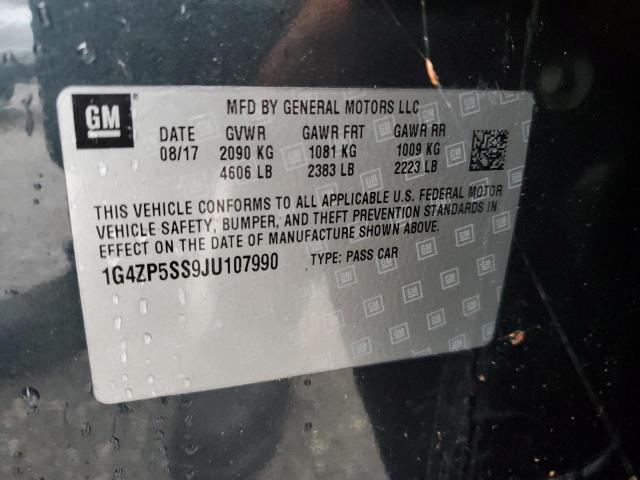 GM
MFD BY GENERAL MOTORS LLC
DATE GVWR GAWR FRT GAWR RR
08/17 2090 KG 1081 KG 1009 KG
4606 LB 2383 LB 2223 LB
THIS VEHICLE CONFORMS TO ALL APPLICABLE U.S. FEDERAL MOTOR
VEHICLE SAFETY, BUMPER, AND THEFT PREVENTION STANDARDS IN
EFFECT ON THE DATE OF MANUFACTURE SHOWN ABOVE.
1G4ZP5SS9JU107990 TYPE: PASS CAR